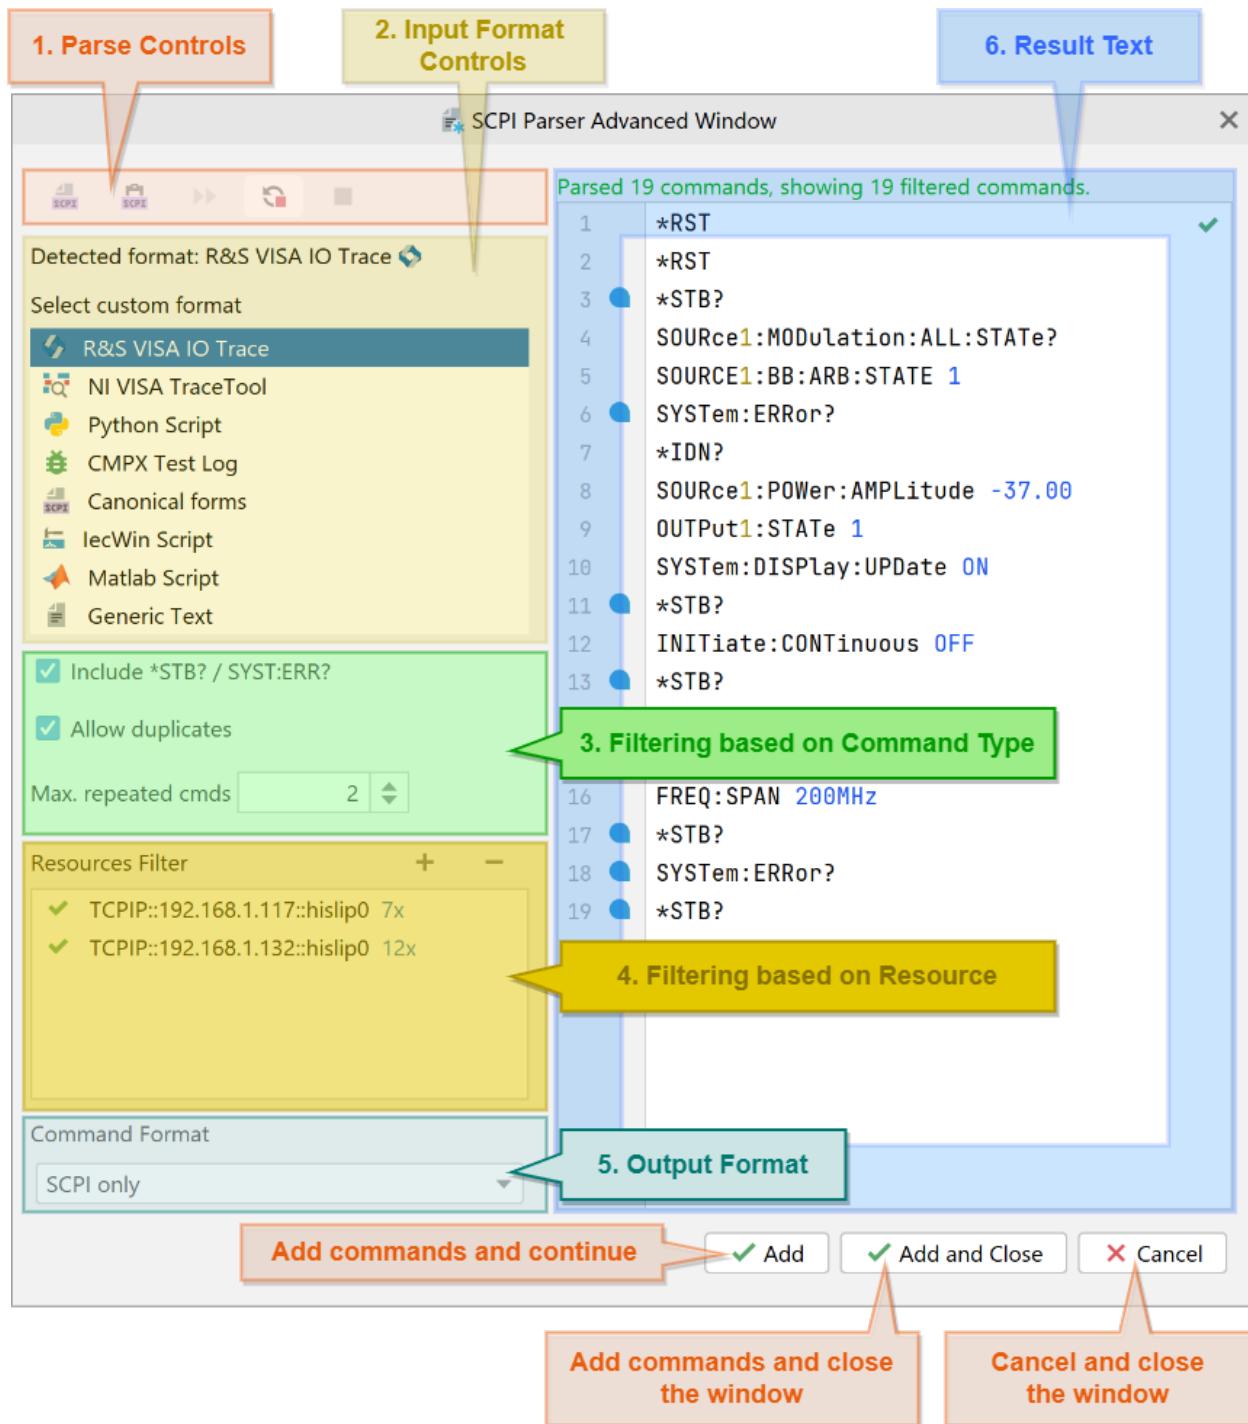 1. Parse Controls
2. Input Format
Controls
6. Result Text
SCPI Parser Advanced Window
SCPI
SCPI
Detected format: R&S VISA IO Trace
Select custom format
R&S VISA IO Trace
NI VISA TraceTool
Python Script
CMPX Test Log
SCPI
Canonical forms
IecWin Script
Matlab Script
Generic Text
Include *STB? / SYST:ERR?
Allow duplicates
Max. repeated cmds 2
Resources Filter
TCPIP::192.168.1.117::hislip0 7x
TCPIP::192.168.1.132::hislip0 12x
Command Format
SCPI only
Parsed 19 commands, showing 19 filtered commands.
1 *RST
2 *RST
3 *STB?
4 SOURce1:MODulation:ALL:STATe?
5 SOURCE1:BB:ARB:STATE 1
6 SYSTem:ERRor?
7 *IDN?
8 SOURce1:POWer:AMPLitude -37.00
9 OUTPut1:STATe 1
10 SYSTem:DISPlay:UPDate ON
11 *STB?
12 INITiate:CONTinuous OFF
13 *STB?
3. Filtering based on Command Type
16 FREQ:SPAN 200MHz
17 *STB?
18 SYSTem:ERRor?
19 *STB?
4. Filtering based on Resource
5. Output Format
Add commands and continue
Add
Add and Close
Cancel
Add commands and close
the window
Cancel and close
the window